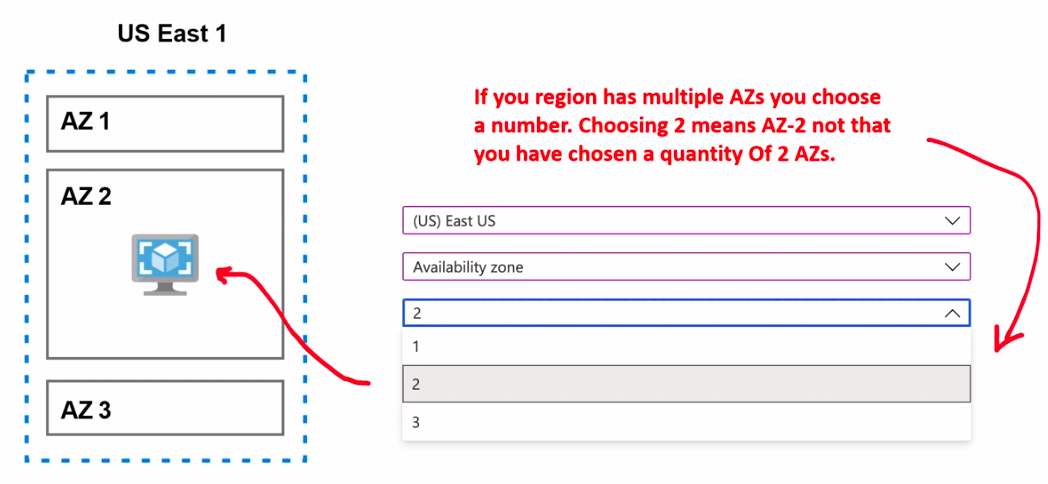 US East 1
AZ 1
AZ 2
AZ 3
If you region has multiple AZs you choose
a number. Choosing 2 means AZ-2 not that
you have chosen a quantity Of 2 AZs.
(US) East US
Availability zone
2
1
2
3